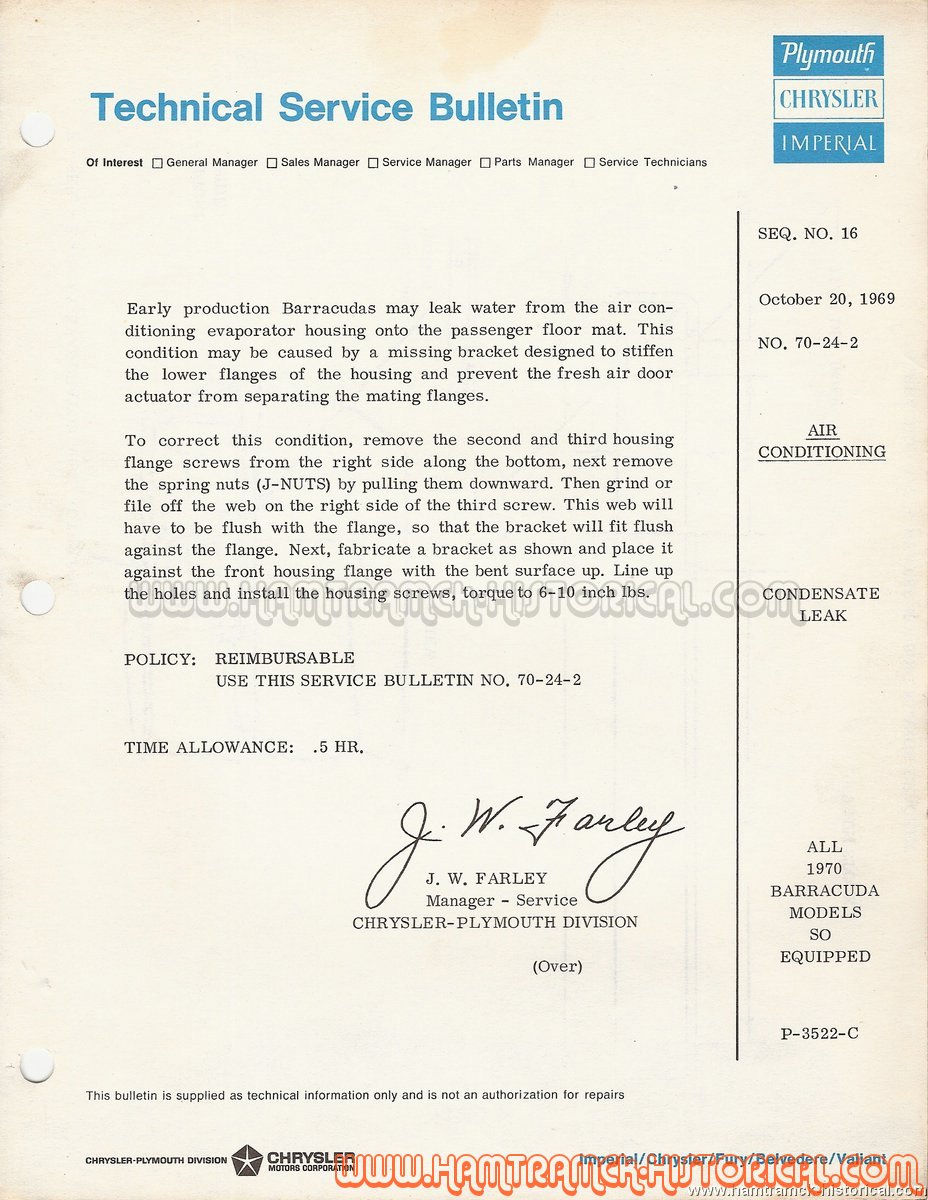 Plymouth
CHRYSLER
IMPERIAL
Technical Service Bulletin
Of Interest □ General Manager □ Sales Manager □ Service Manager □ Parts Manager □ Service Technicians
SEQ. NO. 16
October 20, 1969
NO. 70-24-2
AIR
CONDITIONING
CONDENSATE
LEAK
ALL
1970
BARRACUDA
MODELS
SO
EQUIPPED
P-3522-C
Early production Barracudas may leak water from the air con-
ditioning evaporator housing onto the passenger floor mat. This
condition may be caused by a missing bracket designed to stiffen
the lower flanges of the housing and prevent the fresh air door
actuator from separating the mating flanges.
To correct this condition, remove the second and third housing
flange screws from the right side along the bottom, next remove
the spring nuts (J-NUTS) by pulling them downward. Then grind or
file off the web on the right side of the third screw. This web will
have to be flush with the flange, so that the bracket will fit flush
against the flange. Next, fabricate a bracket as shown and place it
against the front housing flange with the bent surface up. Line up
the holes and install the housing screws, torque to 6-10 inch lbs.
www.HAMTRAMCK-HISTORICAL.com
POLICY: REIMBURSABLE
USE THIS SERVICE BULLETIN NO. 70-24-2
TIME ALLOWANCE: .5 HR.
J. W. Farley
J. W. FARLEY
Manager - Service
CHRYSLER-PLYMOUTH DIVISION
(Over)
This bulletin is supplied as technical information only and is not an authorization for repairs
CHRYSLER-PLYMOUTH DIVISION CHRYSLER
MOTORS CORPORATION
Imperial/Chrysler/Fury/Belvedere/Valiant
www.HAMTRAMCK-HISTORICAL.com
www.hamtramck-historical.com